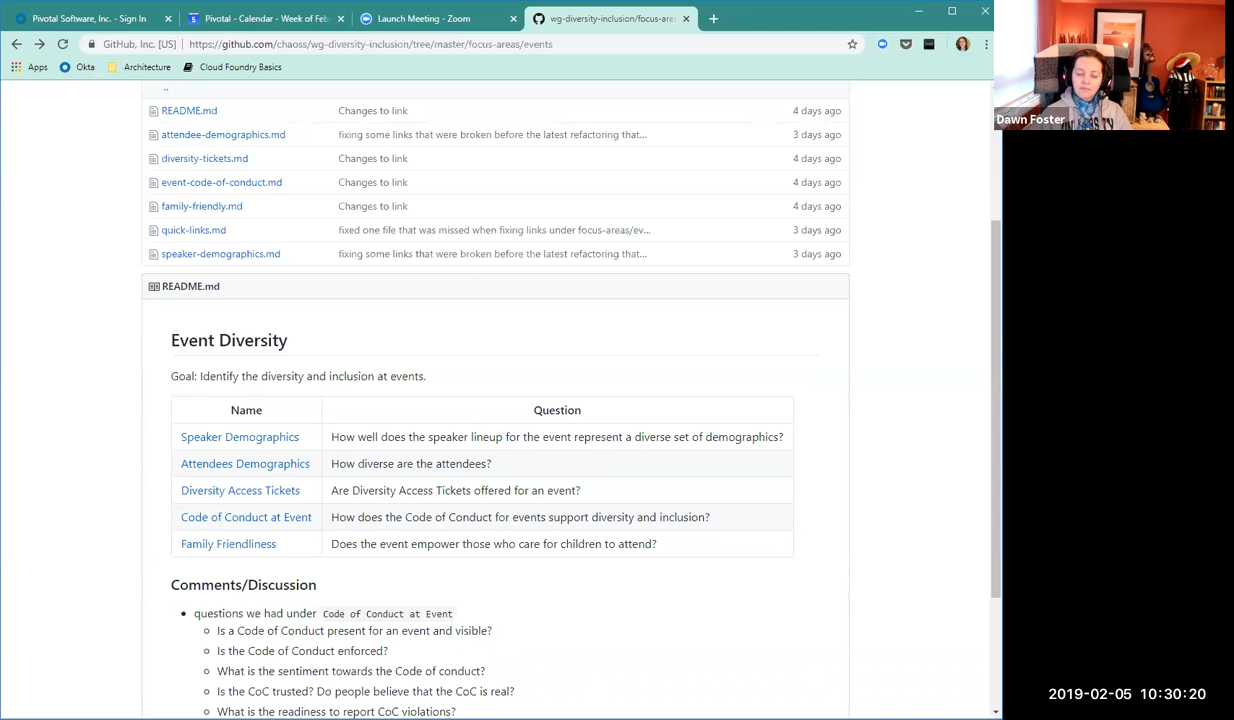 Pivotal Software, Inc. - Sign In
Pivotal - Calendar - Week of Feb
Launch Meeting - Zoom
wg-diversity-inclusion/focus-are
GitHub, Inc. [US] | https://github.com/chaoss/wg-diversity-inclusion/tree/master/focus-areas/events
Apps Okta Architecture Cloud Foundry Basics
..
README.md Changes to link 4 days ago
attendee-demographics.md fixing some links that were broken before the latest refactoring that... 3 days ago
diversity-tickets.md Changes to link 4 days ago
event-code-of-conduct.md Changes to link 4 days ago
family-friendly.md Changes to link 4 days ago
quick-links.md fixed one file that was missed when fixing links under focus-areas/ev... 3 days ago
speaker-demographics.md fixing some links that were broken before the latest refactoring that... 3 days ago
README.md
Event Diversity
Goal: Identify the diversity and inclusion at events.
Name Question
Speaker Demographics How well does the speaker lineup for the event represent a diverse set of demographics?
Attendees Demographics How diverse are the attendees?
Diversity Access Tickets Are Diversity Access Tickets offered for an event?
Code of Conduct at Event How does the Code of Conduct for events support diversity and inclusion?
Family Friendliness Does the event empower those who care for children to attend?
Comments/Discussion
• questions we had under Code of Conduct at Event
Is a Code of Conduct present for an event and visible?
Is the Code of Conduct enforced?
What is the sentiment towards the Code of conduct?
Is the CoC trusted? Do people believe that the CoC is real?
What is the readiness to report CoC violations?
Dawn Foster
2019-02-05 10:30:20